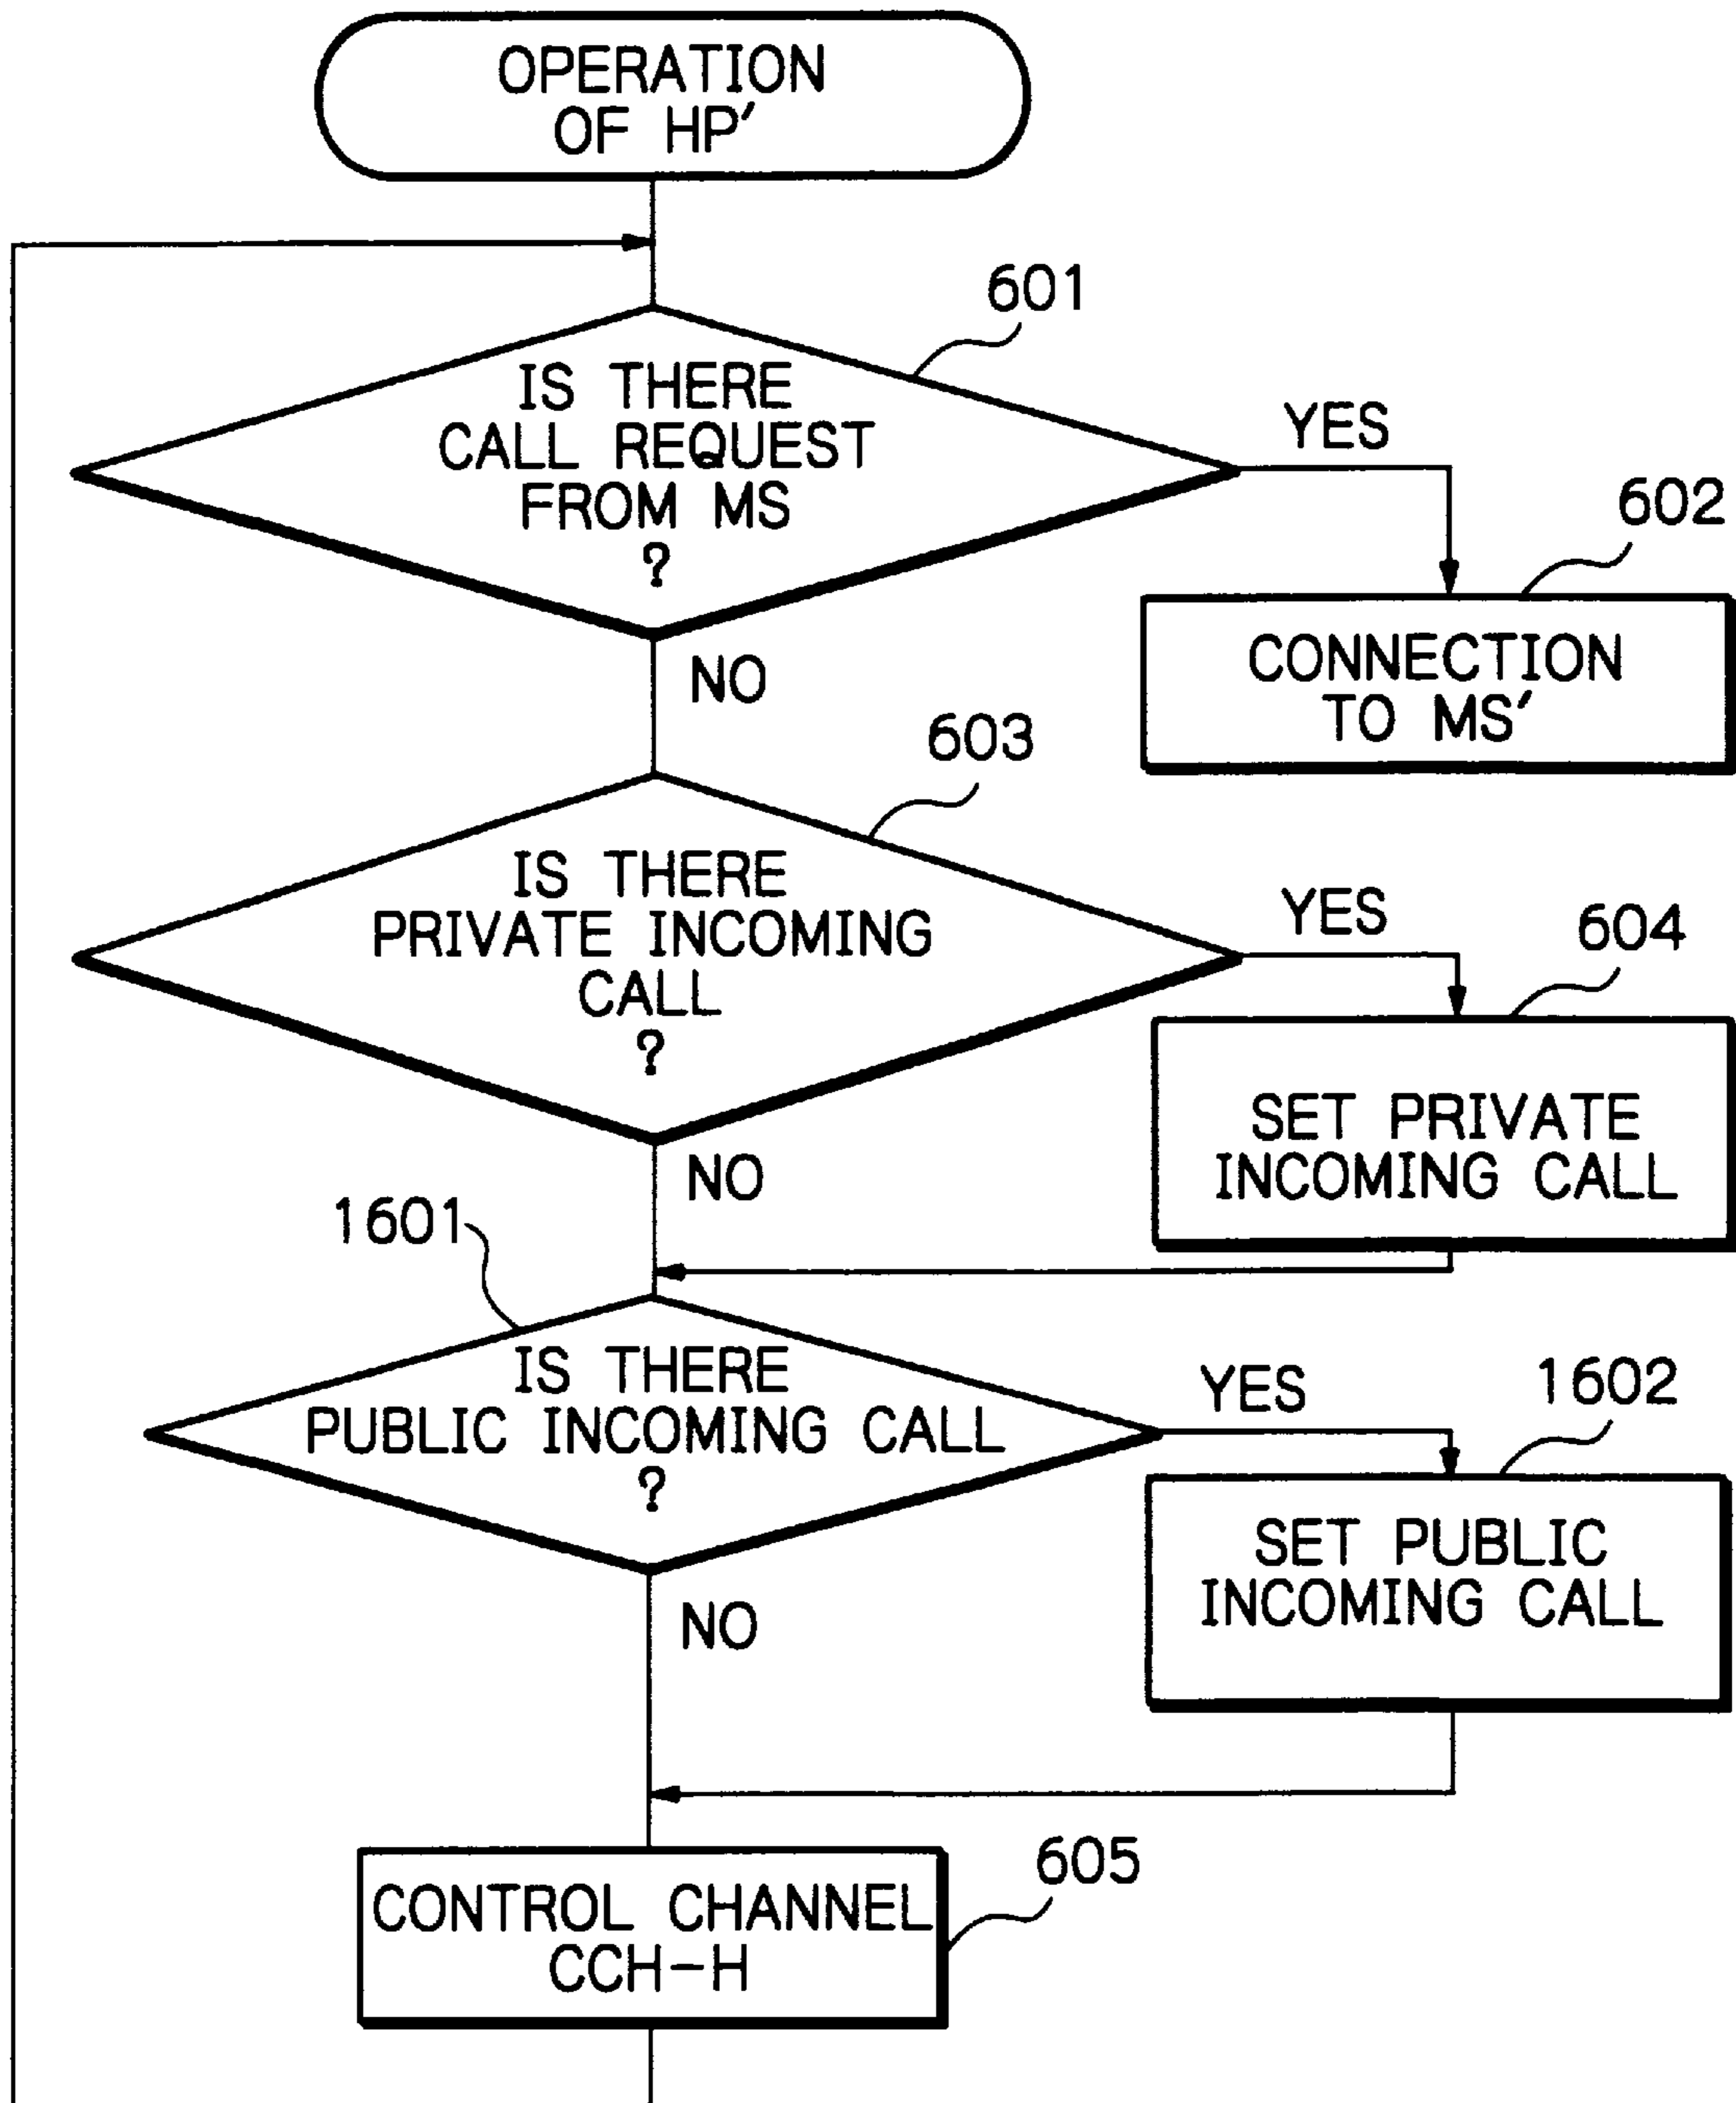 OPERATION
OF HP′
601
IS THERE
CALL REQUEST
FROM MS
?
YES
602
CONNECTION
TO MS′
NO
603
IS THERE
PRIVATE INCOMING
CALL
?
YES
604
SET PRIVATE
INCOMING CALL
NO
1601
IS THERE
PUBLIC INCOMING CALL
?
YES
1602
SET PUBLIC
INCOMING CALL
NO
605
CONTROL CHANNEL
CCH-H